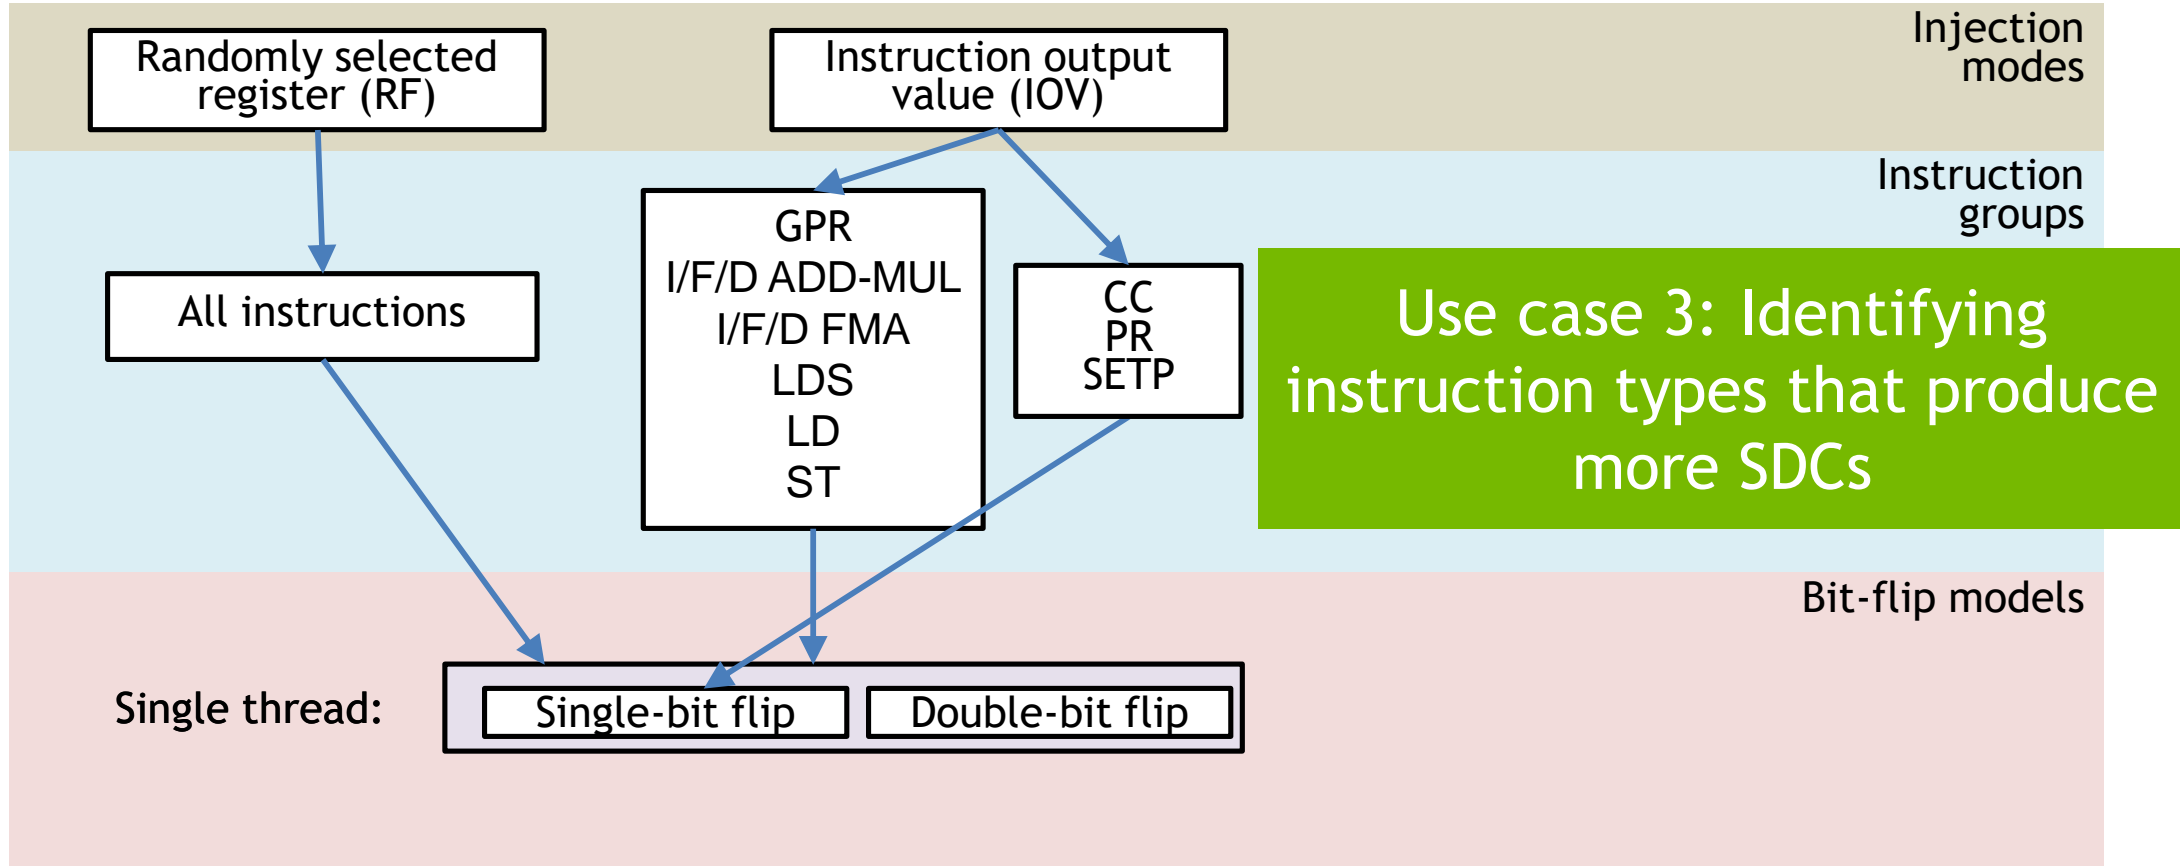 Randomly selected
register (RF)
Instruction output
value (IOV)
Injection
modes
Instruction
groups
All instructions
GPR
I/F/D ADD-MUL
I/F/D FMA
LDS
LD
ST
CC
PR
SETP
Use case 3: Identifying
instruction types that produce
more SDCs
Bit-flip models
Single thread:
Single-bit flip
Double-bit flip